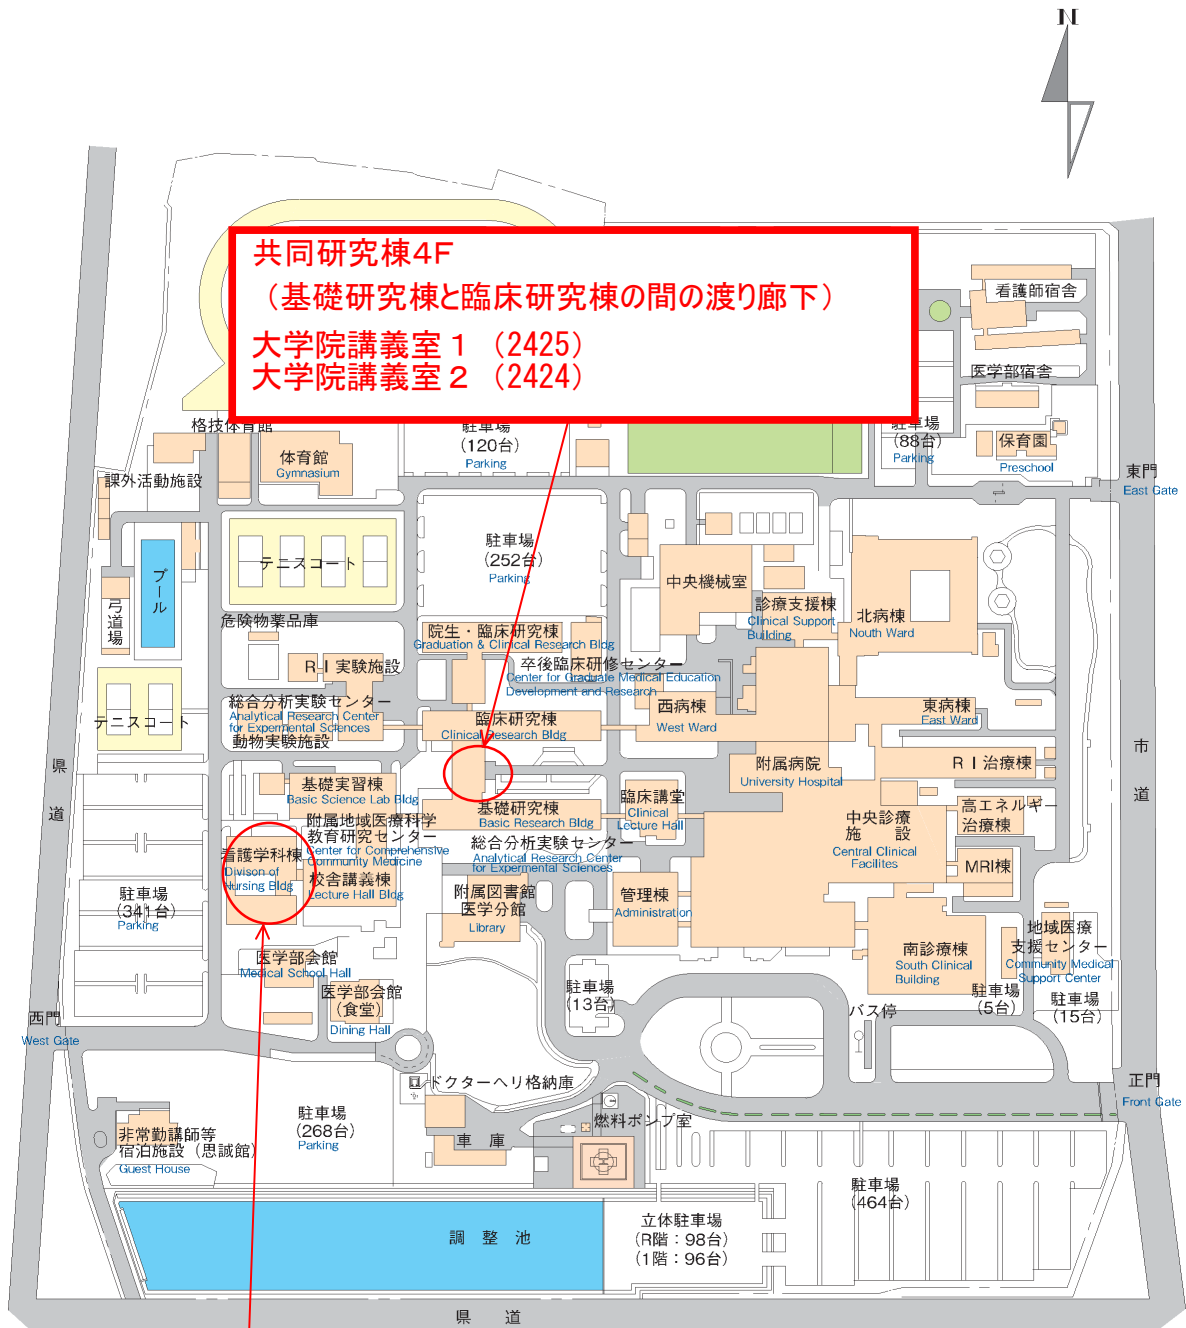 N
共同研究棟4F
（基礎研究棟と臨床研究棟の間の渡り廊下）
大学院講義室１（2425）
大学院講義室２（2424）
看護師宿舎
医学部宿舎
格技体育館
駐車場
(120台)
Parking
駐車場
(88台)
Parking
保育園
Preschool
体育館
Gymnasium
課外活動施設
東門
East Gate
駐車場
(252台)
Parking
テニスコート
プール
弓道場
中央機械室
診療支援棟
Clinical Support
Building
北病棟
Nouth Ward
危険物薬品庫
院生・臨床研究棟
Graduation & Clinical Research Bldg
ＲＩ実験施設
卒後臨床研修センター
Center for Graduate Medical Education
Development and Research
総合分析実験センター
Analytical Research Center
for Expermental Sciences
動物実験施設
テニスコート
臨床研究棟
Clinical Research Bldg
西病棟
West Ward
東病棟
East Ward
附属病院
University Hospital
ＲＩ治療棟
県道
市道
基礎実習棟
Basic Science Lab Bldg
基礎研究棟
Basic Research Bldg
臨床講堂
Clinical
Lecture Hall
中央診療
施設
Central Clinical
Facilites
高エネルギー
治療棟
附属地域医療科学
教育研究センター
Center for Comprehensive
Community Medicine
総合分析実験センター
Analytical Research Center
for Expermental Sciences
看護学科棟
Divison of
Nursing Bldg
校舎講義棟
Lecture Hall Bldg
MRI棟
駐車場
(341台)
Parking
附属図書館
医学分館
Library
管理棟
Administration
南診療棟
South Clinical
Building
地域医療
支援センター
Community Medical
Support Center
医学部会館
Medical School Hall
医学部会館
(食堂)
Dining Hall
駐車場
(13台)
駐車場
(5台)
駐車場
(15台)
バス停
西門
West Gate
正門
Front Gate
ドクターヘリ格納庫
駐車場
(268台)
Parking
燃料ポンプ室
車庫
非常勤講師等
宿泊施設（思誠館）
Guest House
駐車場
(464台)
調整池
立体駐車場
(R階：98台)
(1階：96台)
県道